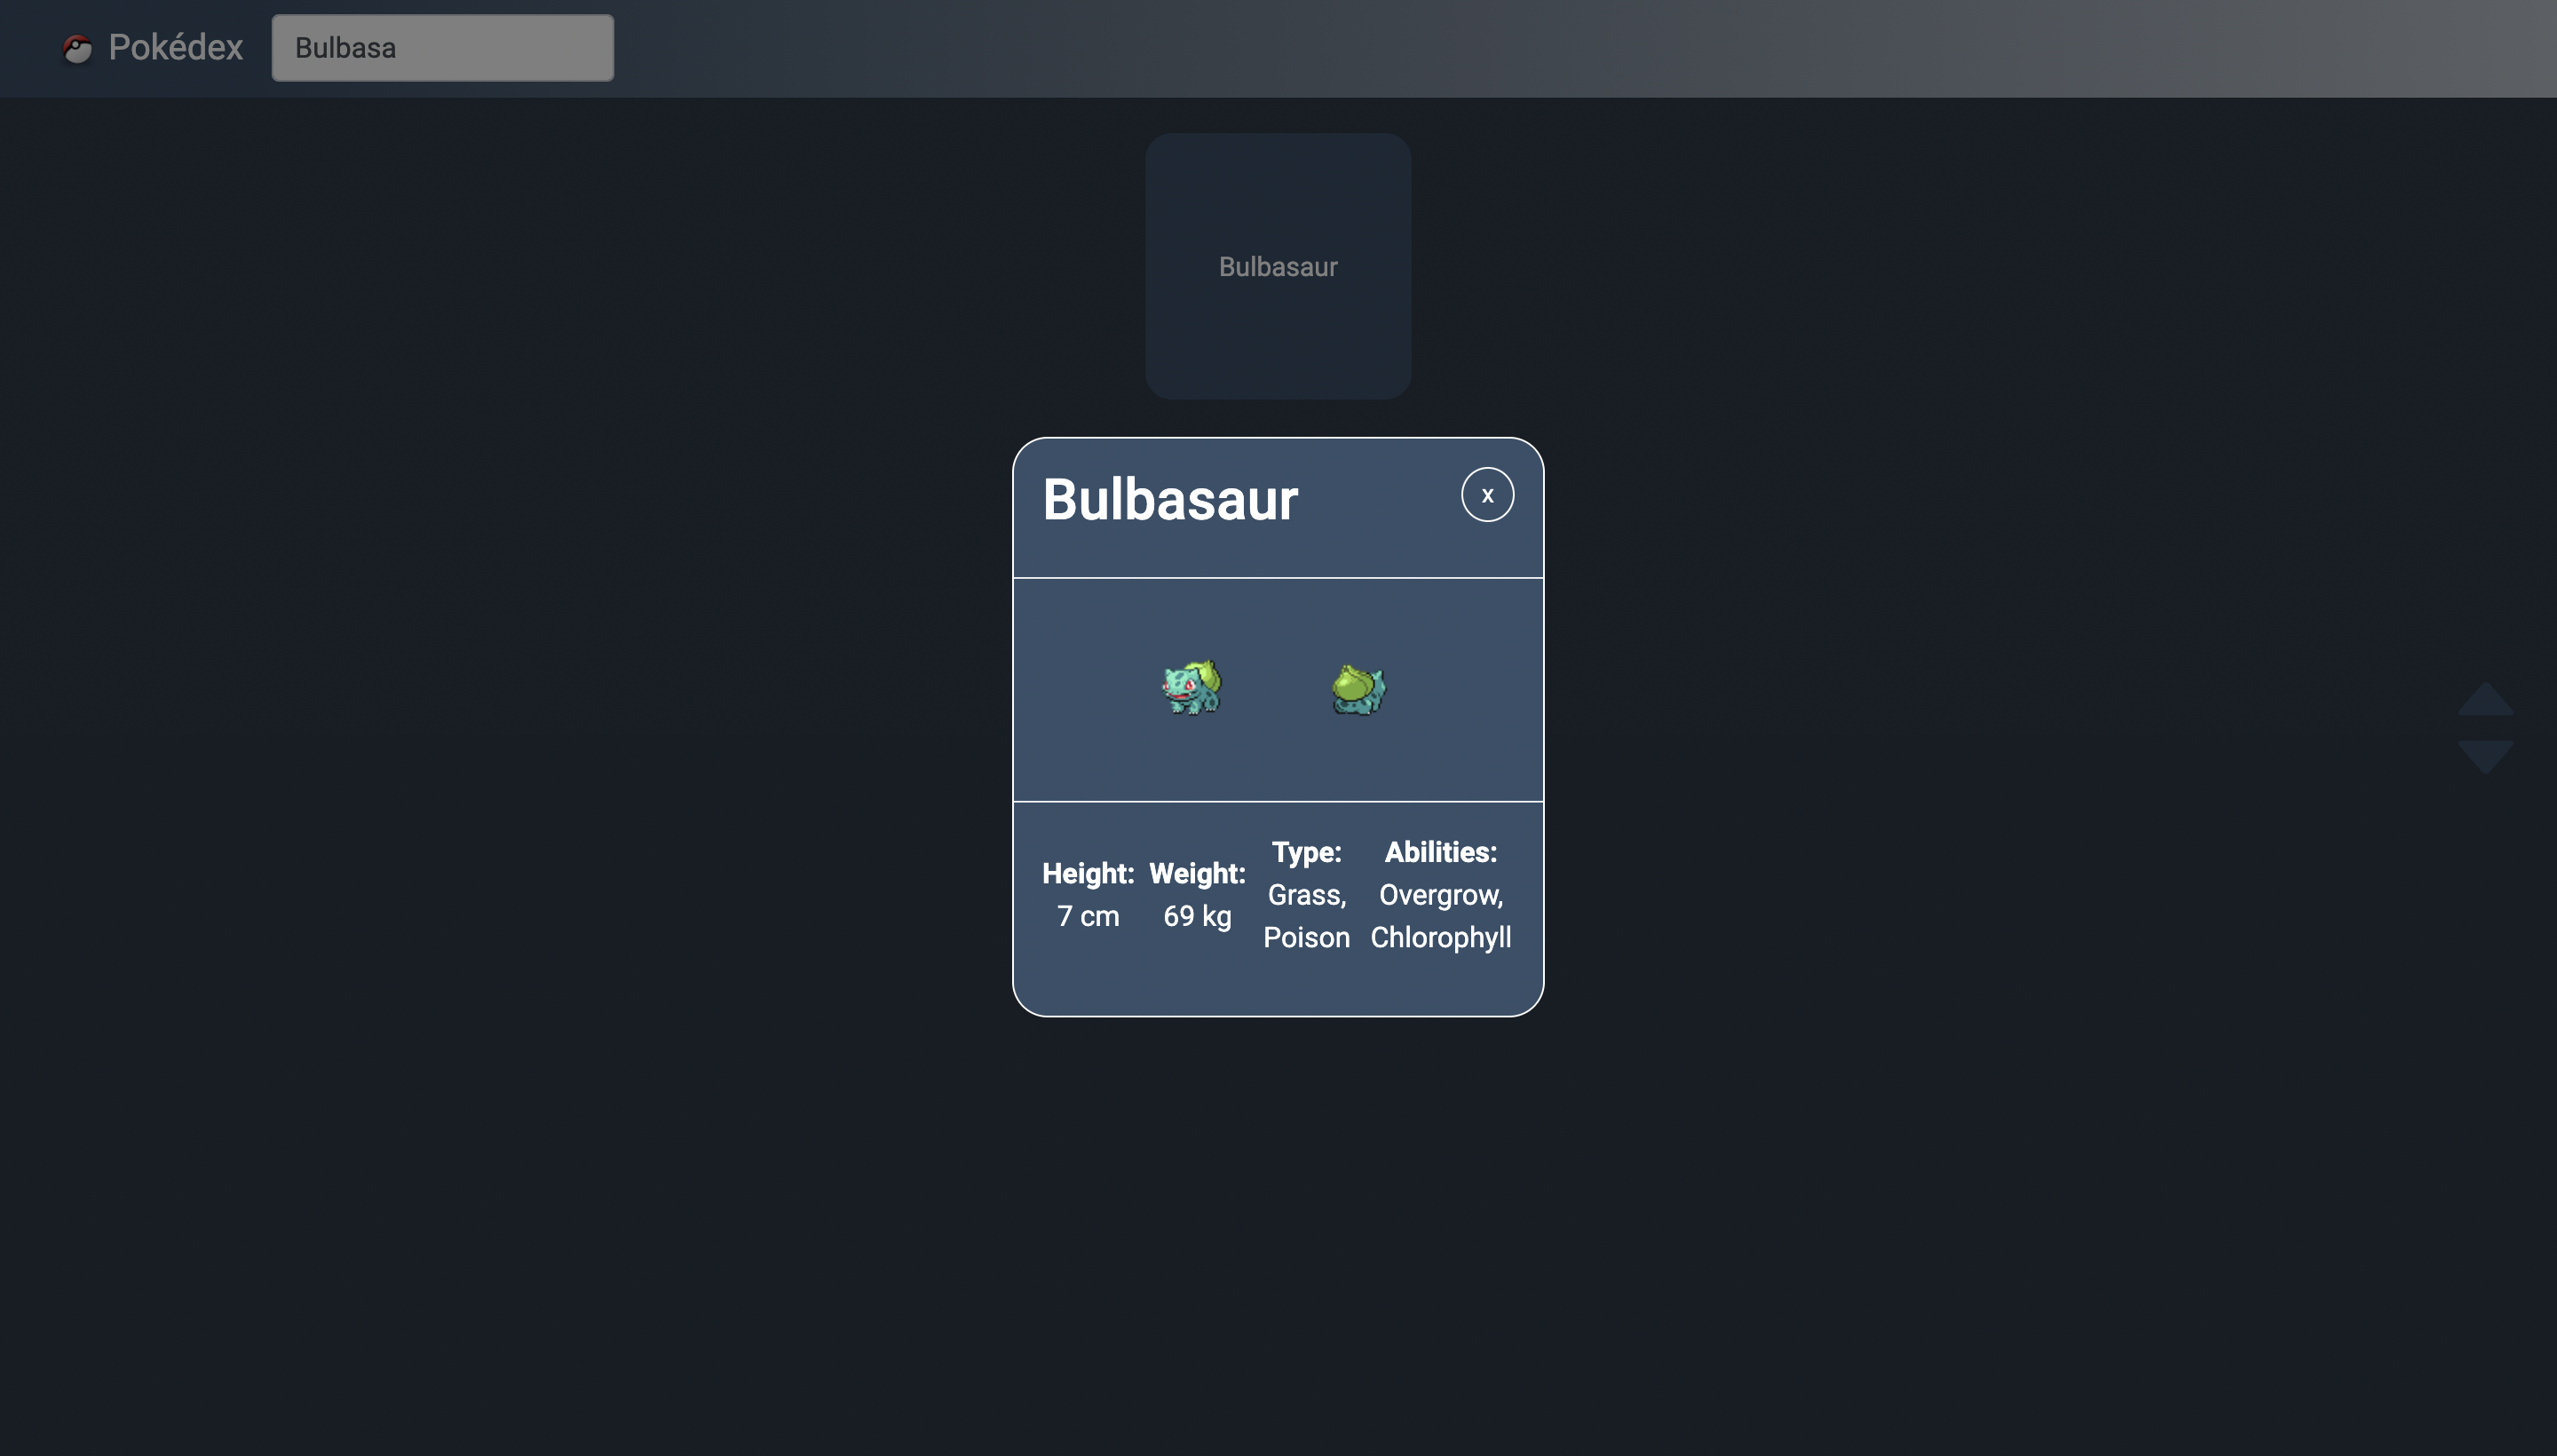 Pokédex
Bulbasa
Bulbasaur
Bulbasaur
x
Height:
7 cm
Weight:
69 kg
Type:
Grass,
Poison
Abilities:
Overgrow,
Chlorophyll